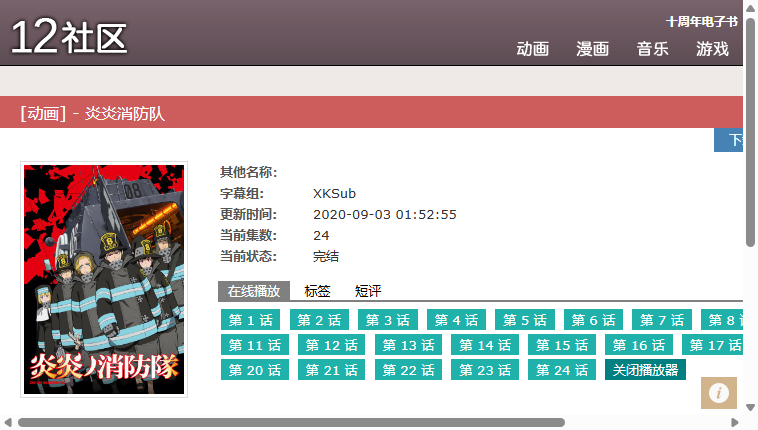 12社区
十周年电子书
动画 漫画 音乐 游戏
[动画] - 炎炎消防队
其他名称:
字幕组: XKSub
更新时间: 2020-09-03 01:52:55
当前集数: 24
当前状态: 完结
08
炎炎ノ消防隊
在线播放 标签 短评
第 1 话 第 2 话 第 3 话 第 4 话 第 5 话 第 6 话 第 7 话 第 8
第 11 话 第 12 话 第 13 话 第 14 话 第 15 话 第 16 话 第 17 话
第 20 话 第 21 话 第 22 话 第 23 话 第 24 话 关闭播放器